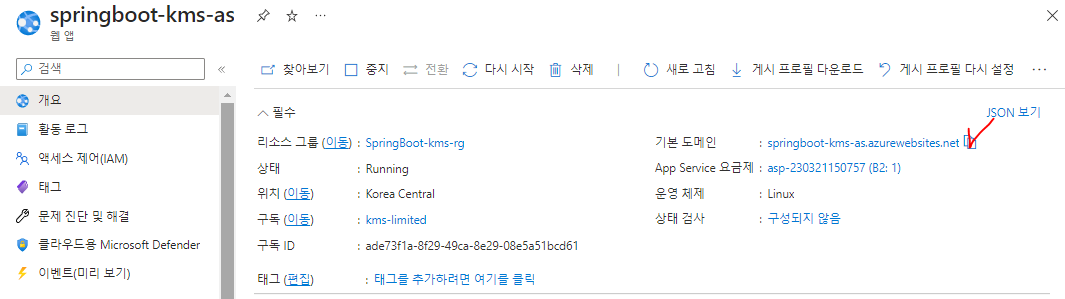 springboot-kms-as
웹 앱
검색
개요
활동 로그
액세스 제어(IAM)
태그
문제 진단 및 해결
클라우드용 Microsoft Defender
이벤트(미리 보기)
찾아보기 중지 전환 다시 시작 삭제 새로 고침 게시 프로필 다운로드 게시 프로필 다시 설정
필수
JSON 보기
리소스 그룹 (이동) : SpringBoot-kms-rg
상태 : Running
위치 (이동) : Korea Central
구독 (이동) : kms-limited
구독 ID : ade73f1a-8f29-49ca-8e29-08e5a51bcd61
태그 (편집) : 태그를 추가하려면 여기를 클릭
기본 도메인 : springboot-kms-as.azurewebsites.net
App Service 요금제 : asp-230321150757 (B2: 1)
운영 체제 : Linux
상태 검사 : 구성되지 않음